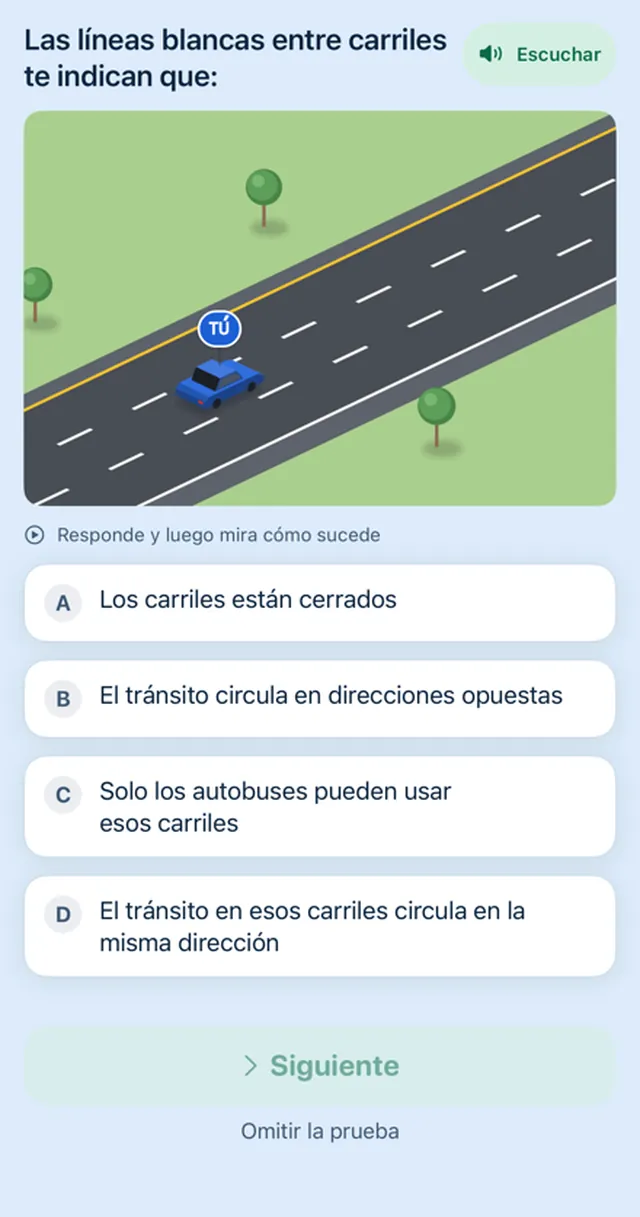 Las líneas blancas entre carriles
te indican que:
Escuchar
TÚ
Responde y luego mira cómo sucede
A
Los carriles están cerrados
B
El tránsito circula en direcciones opuestas
C
Solo los autobuses pueden usar
esos carriles
D
El tránsito en esos carriles circula en la
misma dirección
Siguiente
Omitir la prueba